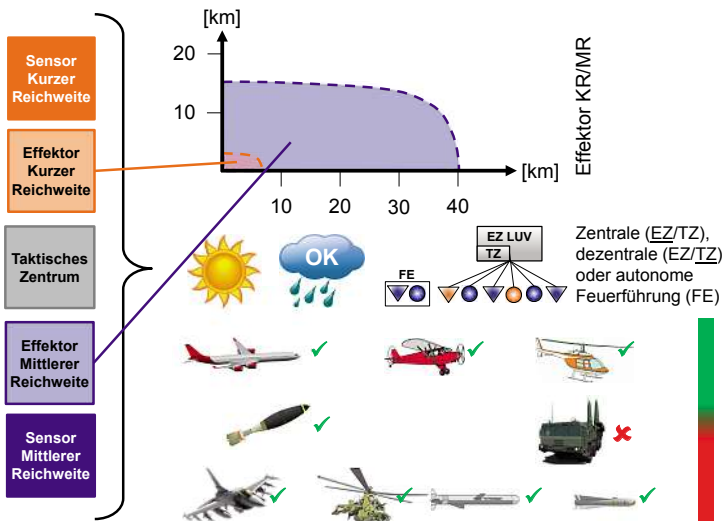 Sensor
Kurzer
Reichweite
Effektor
Kurzer
Reichweite
Taktisches
Zentrum
Effektor
Mittlerer
Reichweite
Sensor
Mittlerer
Reichweite
[km]
20
10
[km]
10
20
30
40
Effektor KR/MR
OK
EZ LUV
TZ
FE
Zentrale (EZ/TZ),
dezentrale (EZ/TZ)
oder autonome
Feuerführung (FE)